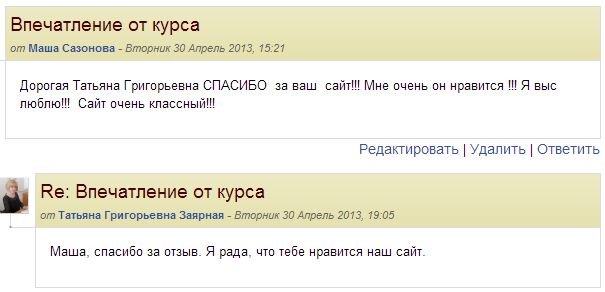 Впечатление от курса
от Маша Сазонова - Вторник 30 Апрель 2013, 15:21
Дорогая Татьяна Григорьевна СПАСИБО за ваш сайт!!! Мне очень он нравится !!! Я выс
люблю!!! Сайт очень классный!!!
Редактировать | Удалить | Ответить
Re: Впечатление от курса
от Татьяна Григорьевна Заярная - Вторник 30 Апрель 2013, 19:05
Маша, спасибо за отзыв. Я рада, что тебе нравится наш сайт.